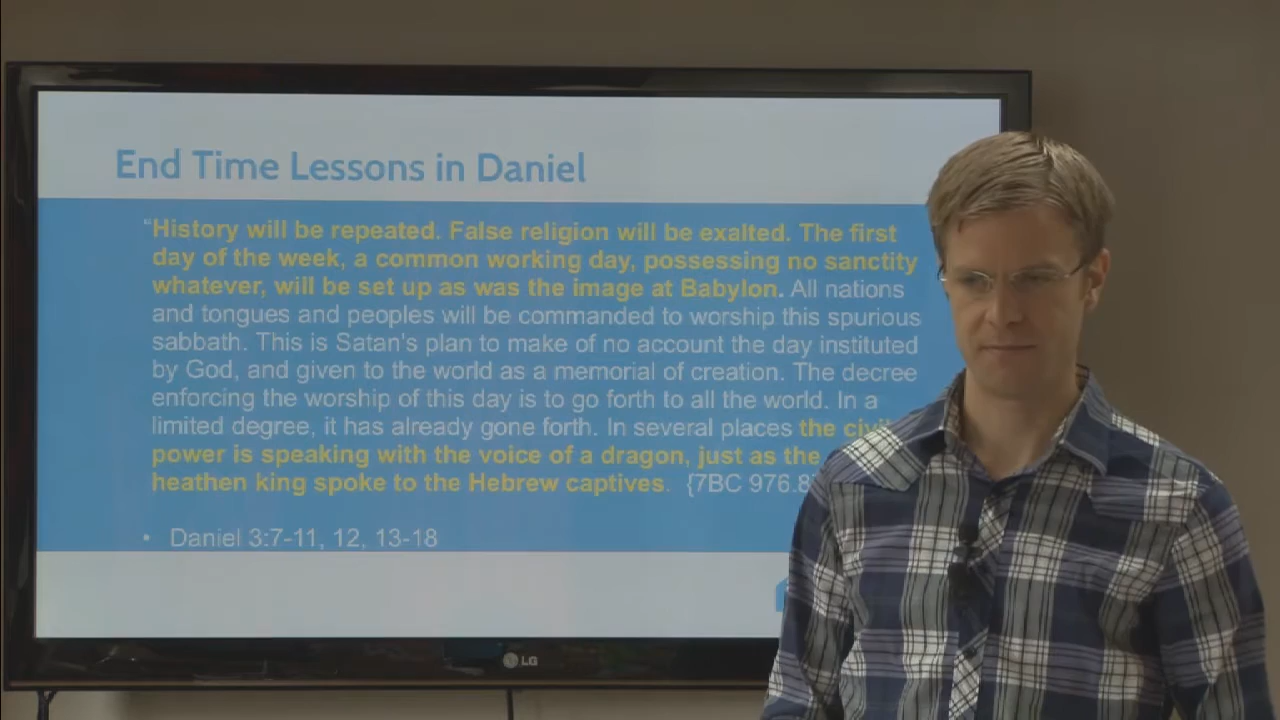 End Time Lessons in Daniel
“History will be repeated. False religion will be exalted. The first
day of the week, a common working day, possessing no sanctity
whatever, will be set up as was the image at Babylon. All nations
and tongues and peoples will be commanded to worship this spurious
sabbath. This is Satan's plan to make of no account the day instituted
by God, and given to the world as a memorial of creation. The decree
enforcing the worship of this day is to go forth to all the world. In a
limited degree, it has already gone forth. In several places the civil
power is speaking with the voice of a dragon, just as the
heathen king spoke to the Hebrew captives. {7BC 976.8
• Daniel 3:7-11, 12, 13-18
LG